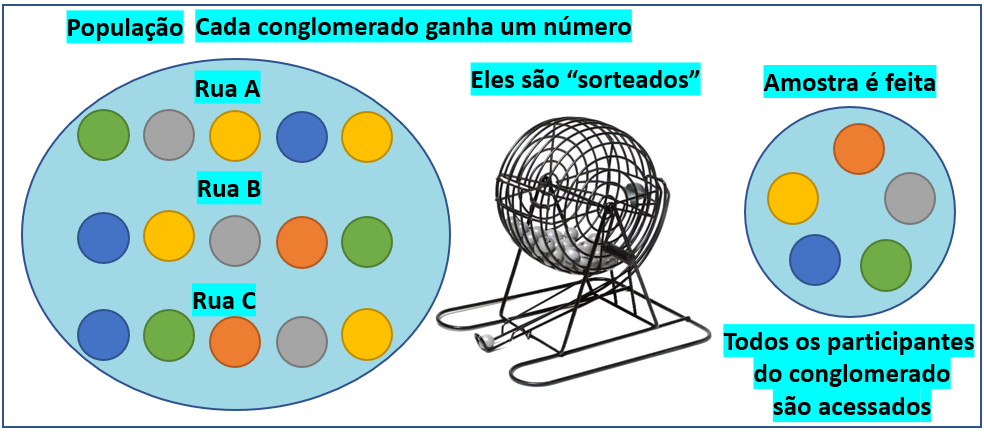 População
Cada conglomerado ganha um número
Rua A
Rua B
Rua C
Eles são “sorteados”
Amostra é feita
Todos os participantes
do conglomerado
são acessados